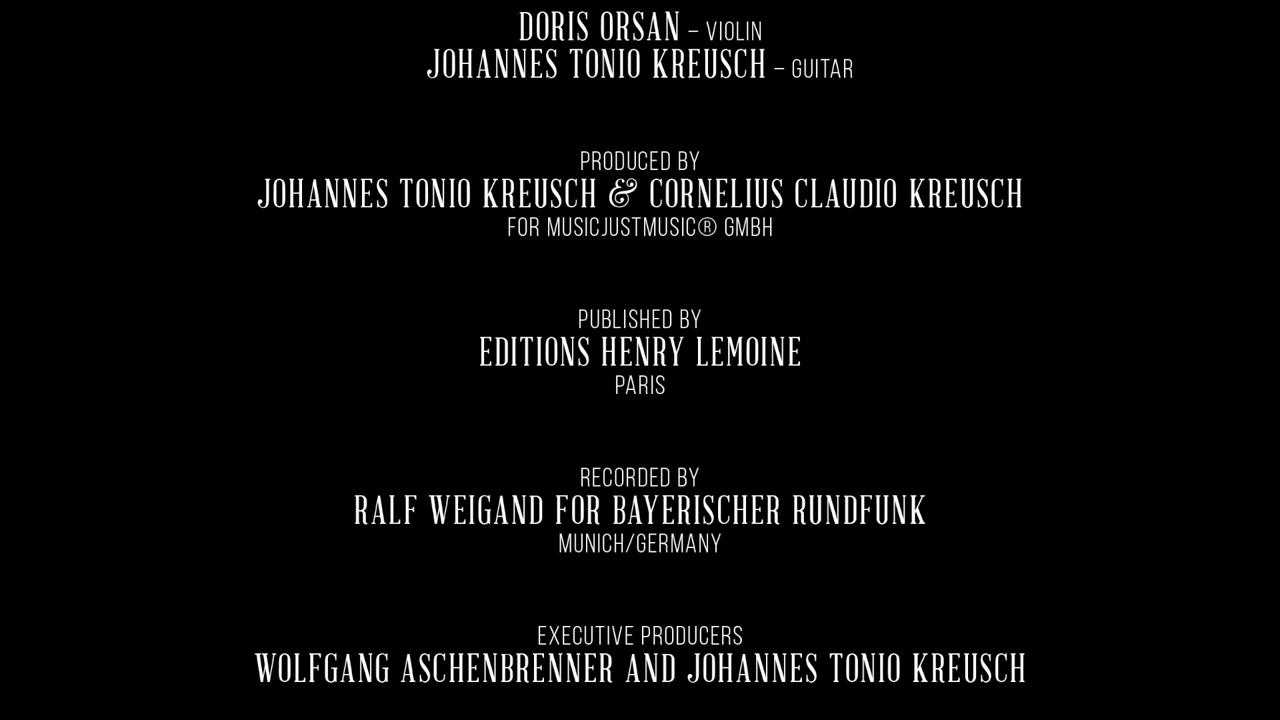 DORIS ORSAN – VIOLIN
JOHANNES TONIO KREUSCH – GUITAR
PRODUCED BY
JOHANNES TONIO KREUSCH & CORNELIUS CLAUDIO KREUSCH
FOR MUSICJUSTMUSIC® GMBH
PUBLISHED BY
EDITIONS HENRY LEMOINE
PARIS
RECORDED BY
RALF WEIGAND FOR BAYERISCHER RUNDFUNK
MUNICH/GERMANY
EXECUTIVE PRODUCERS
WOLFGANG ASCHENBRENNER AND JOHANNES TONIO KREUSCH